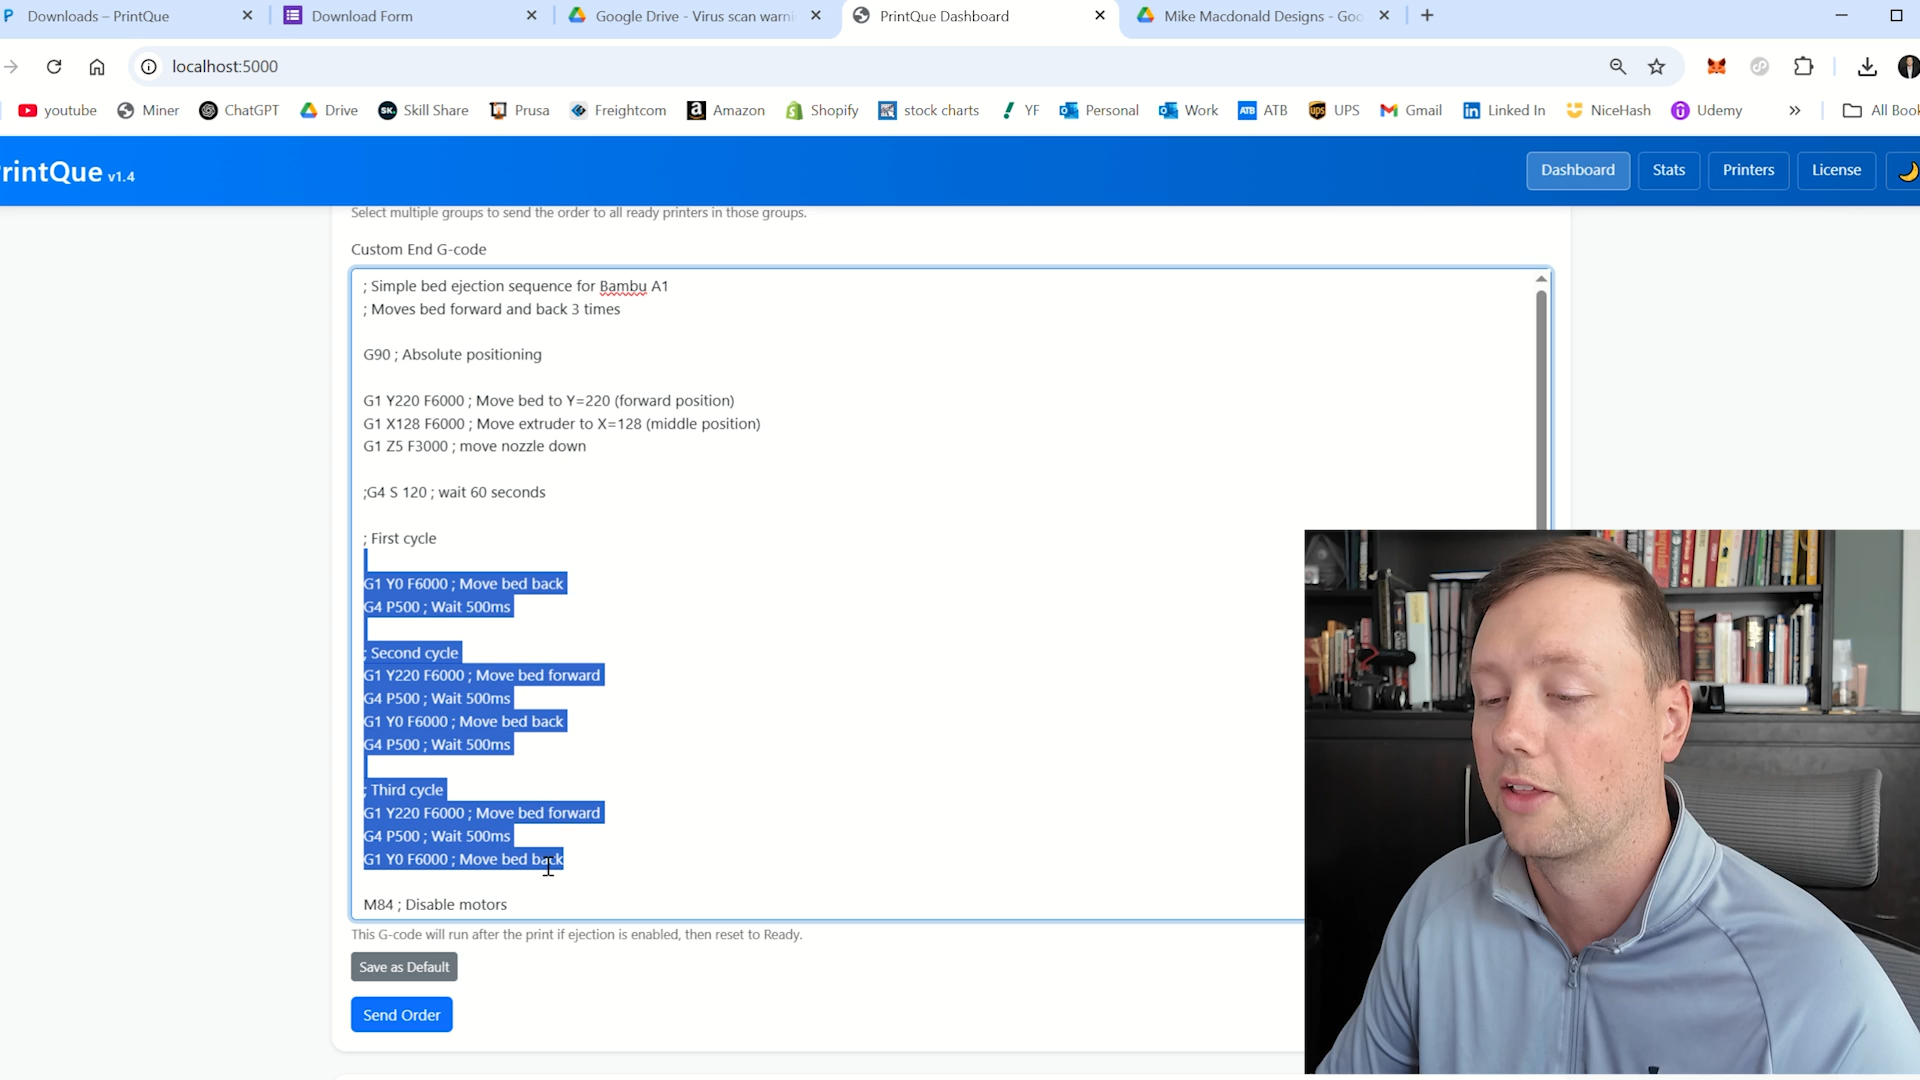 Downloads – PrintQue
Download Form
Google Drive - Virus scan warni
PrintQue Dashboard
Mike Macdonald Designs - Goo
localhost:5000
youtube
Miner
ChatGPT
Drive
SK.
Skill Share
Prusa
Freightcom
Amazon
Shopify
stock charts
YF
Personal
Work
ATB
ATB
UPS
Gmail
Linked In
NiceHash
Udemy
»
All Book
rintQue v1.4
Dashboard
Stats
Printers
License
Select multiple groups to send the order to all ready printers in those groups.
Custom End G-code
; Simple bed ejection sequence for Bambu A1
; Moves bed forward and back 3 times
G90 ; Absolute positioning
G1 Y220 F6000 ; Move bed to Y=220 (forward position)
G1 X128 F6000 ; Move extruder to X=128 (middle position)
G1 Z5 F3000 ; move nozzle down
;G4 S 120 ; wait 60 seconds
; First cycle
G1 Y0 F6000 ; Move bed back
G4 P500 ; Wait 500ms
; Second cycle
G1 Y220 F6000 ; Move bed forward
G4 P500 ; Wait 500ms
G1 Y0 F6000 ; Move bed back
G4 P500 ; Wait 500ms
; Third cycle
G1 Y220 F6000 ; Move bed forward
G4 P500 ; Wait 500ms
G1 Y0 F6000 ; Move bed back
M84 ; Disable motors
This G-code will run after the print if ejection is enabled, then reset to Ready.
Save as Default
Send Order